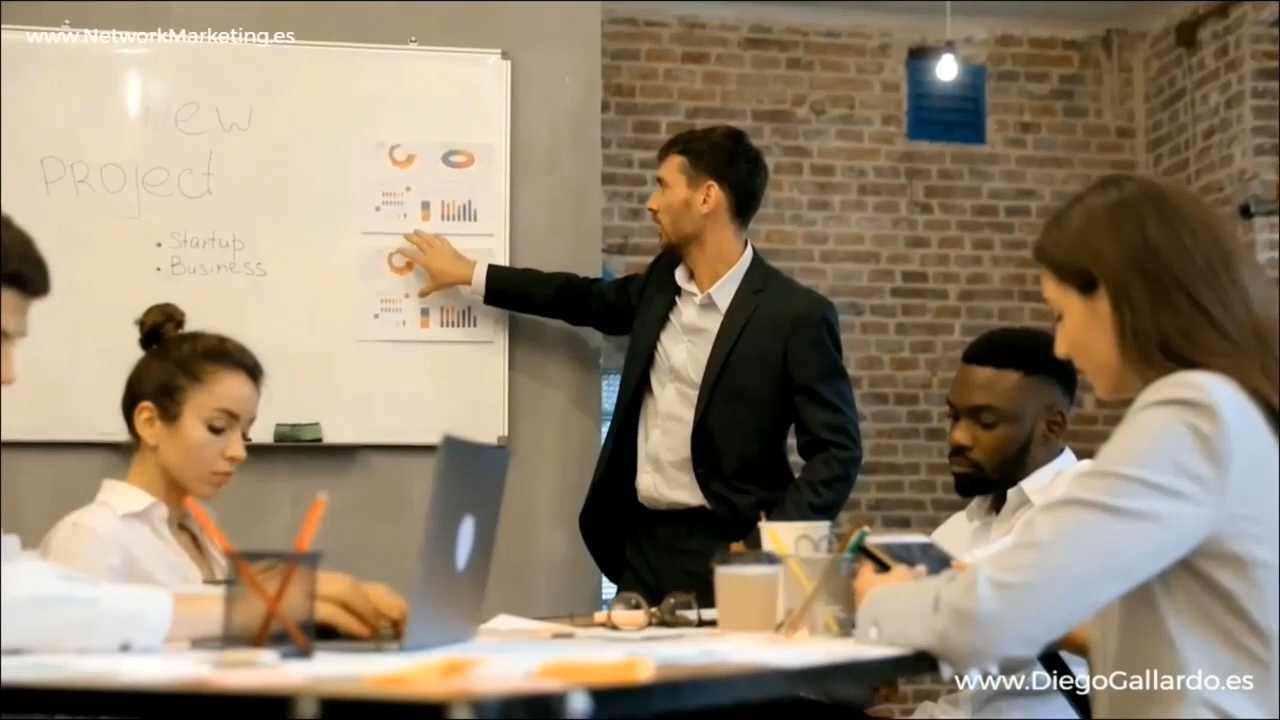 www.NetworkMarketing.es
New
Project
• Startup
• Business
www.DiegoGallardo.es